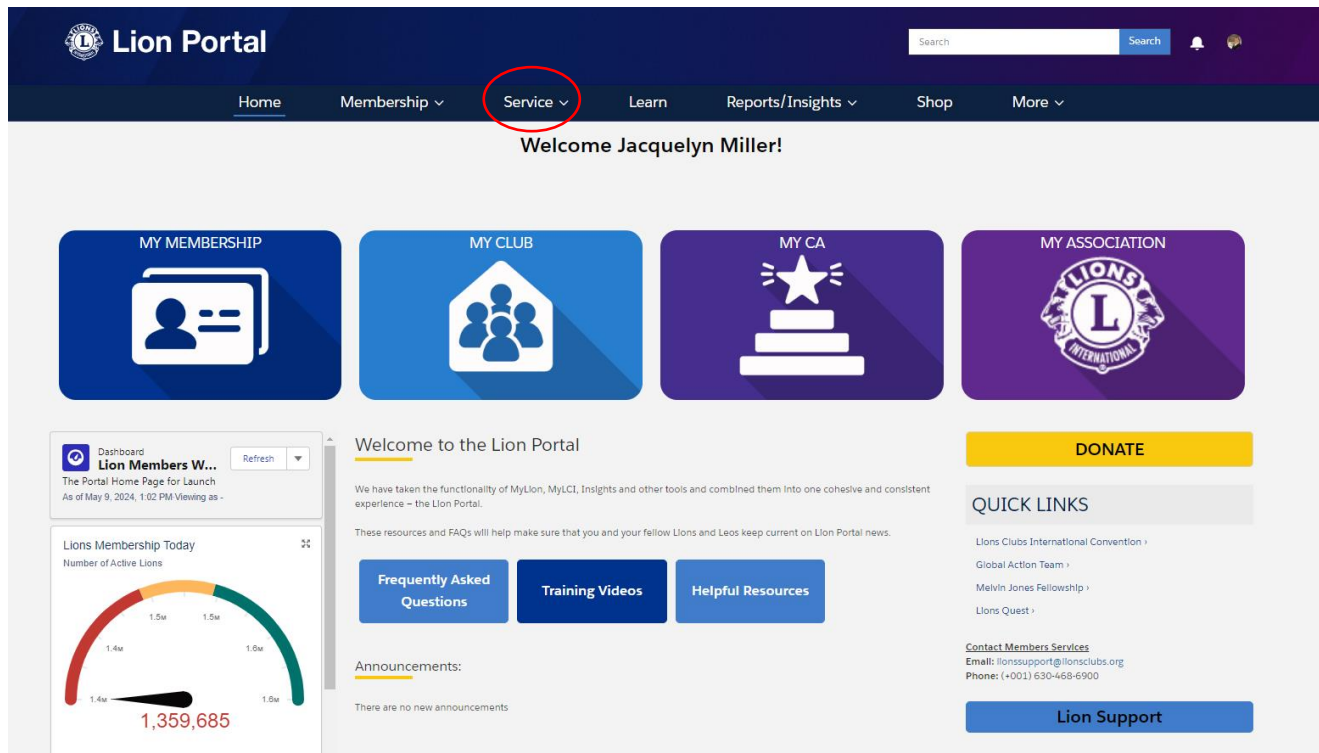 Lion Portal
Search
Search
Home
Membership
Service
Learn
Reports/Insights
Shop
More
Welcome Jacquelyn Miller!
MY MEMBERSHIP
MY CLUB
MY CA
MY ASSOCIATION
LIONS
L
INTERNATIONAL
Dashboard
Lion Members W...
Refresh
The Portal Home Page for Launch
As of May 9, 2024, 1:02 PM·Viewing as -
Lions Membership Today
Number of Active Lions
1.5M
1.5M
1.4M
1.6M
1.4M
1.6M
1,359,685
Welcome to the Lion Portal
We have taken the functionality of MyLion, MyLCI, Insights and other tools and combined them into one cohesive and consistent
experience – the Lion Portal.
These resources and FAQs will help make sure that you and your fellow Lions and Leos keep current on Lion Portal news.
Frequently Asked
Questions
Training Videos
Helpful Resources
Announcements:
There are no new announcements
DONATE
QUICK LINKS
Lions Clubs International Convention ›
Global Action Team ›
Melvin Jones Fellowship ›
Lions Quest ›
Contact Members Services
Email: lionssupport@lionsclubs.org
Phone: (+001) 630-468-6900
Lion Support